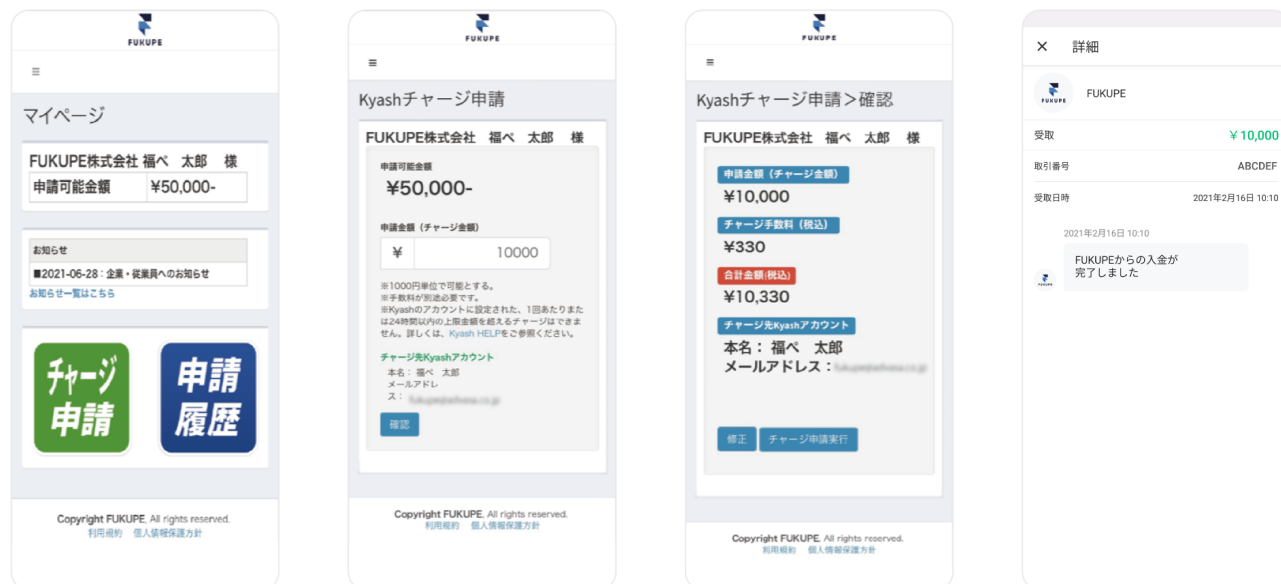 FUKUPE
≡
マイページ
FUKUPE株式会社 福ペ 太郎 様
申請可能金額 ¥50,000-
お知らせ
■2021-06-28：企業・従業員へのお知らせ
お知らせ一覧はこちら
チャージ
申請
申請
履歴
Copyright FUKUPE. All rights reserved.
利用規約 個人情報保護方針
FUKUPE
≡
Kyashチャージ申請
FUKUPE株式会社 福ペ 太郎 様
申請可能金額
¥50,000-
申請金額（チャージ金額）
¥ 10000
※1000円単位で可能とする。
※手数料が別途必要です。
※Kyashのアカウントに設定された、1回あたりまた
は24時間以内の上限金額を超えるチャージはできま
せん。詳しくは、Kyash HELPをご参照ください。
チャージ先Kyashアカウント
本名： 福ペ 太郎
メールアドレ
ス：
確認
Copyright FUKUPE. All rights reserved.
利用規約 個人情報保護方針
FUKUPE
≡
Kyashチャージ申請＞確認
FUKUPE株式会社 福ペ 太郎 様
申請金額（チャージ金額）
¥10,000
チャージ手数料（税込）
¥330
合計金額(税込)
¥10,330
チャージ先Kyashアカウント
本名： 福ペ 太郎
メールアドレス：
修正 チャージ申請実行
Copyright FUKUPE. All rights reserved.
利用規約 個人情報保護方針
× 詳細
FUKUPE FUKUPE
受取 ¥ 10,000
取引番号 ABCDEF
受取日時 2021年2月16日 10:10
2021年2月16日 10:10
FUKUPEからの入金が
完了しました